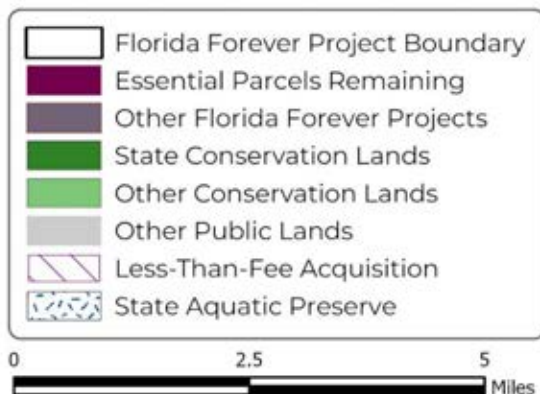 Florida Forever Project Boundary
Essential Parcels Remaining
Other Florida Forever Projects
State Conservation Lands
Other Conservation Lands
Other Public Lands
Less-Than-Fee Acquisition
State Aquatic Preserve
0 2.5 5
Miles